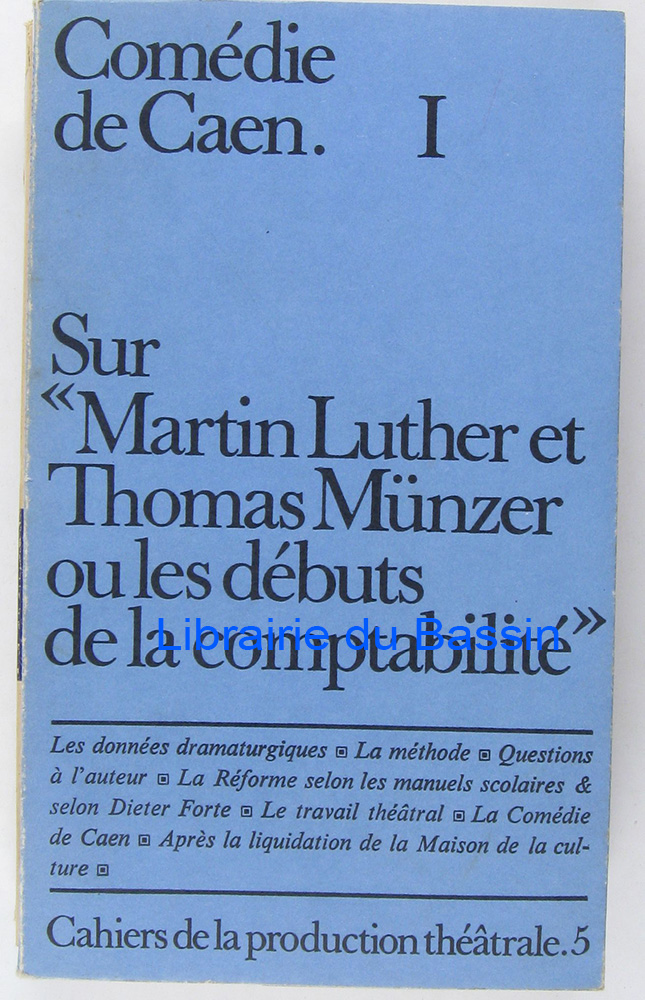 Comédie
de Caen. I
Sur
«Martin Luther et
Thomas Münzer
ou les débuts
de la comptabilité»
Librairie du Bassin
Les données dramaturgiques ▣ La méthode ▣ Questions
à l'auteur ▣ La Réforme selon les manuels scolaires &
selon Dieter Forte ▣ Le travail théâtral ▣ La Comédie
de Caen ▣ Après la liquidation de la Maison de la cul-
ture ▣
Cahiers de la production théâtrale.5